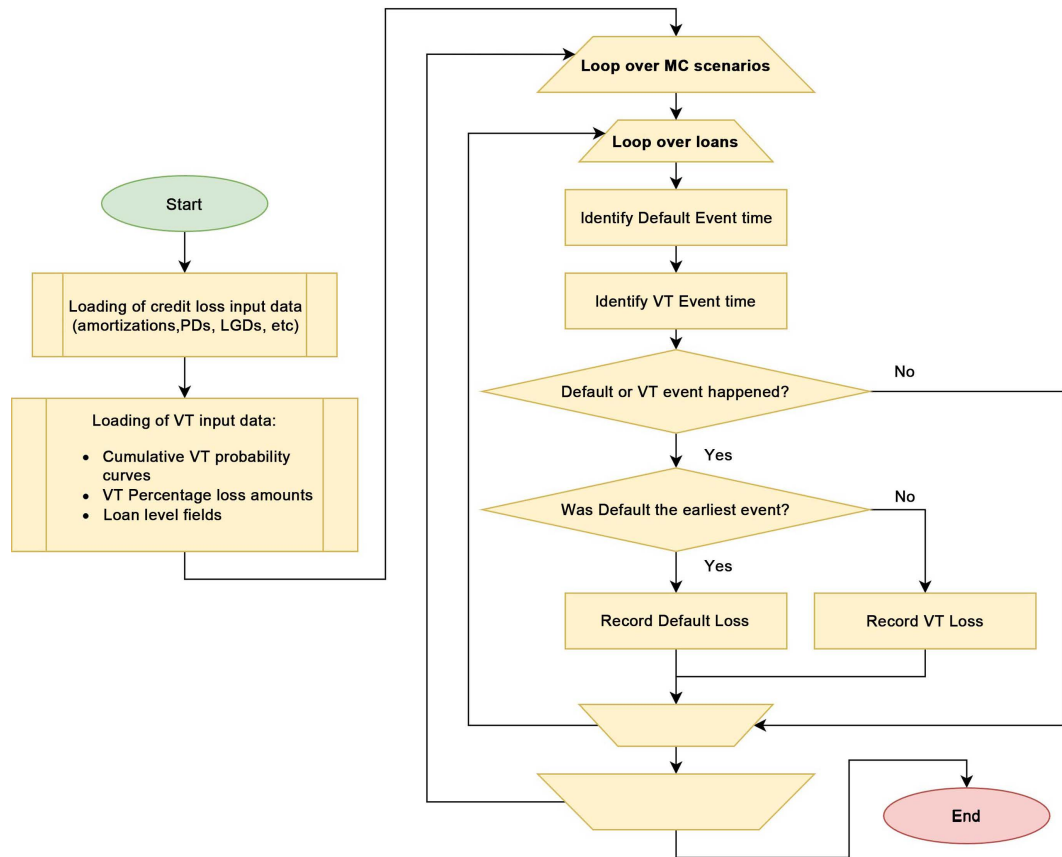 Start
Loading of credit loss input data
(amortizations,PDs, LGDs, etc)
Loading of VT input data:
• Cumulative VT probability
curves
• VT Percentage loss amounts
• Loan level fields
Loop over MC scenarios
Loop over loans
Identify Default Event time
Identify VT Event time
Default or VT event happened?
No
Yes
Was Default the earliest event?
No
Yes
Record Default Loss
Record VT Loss
End